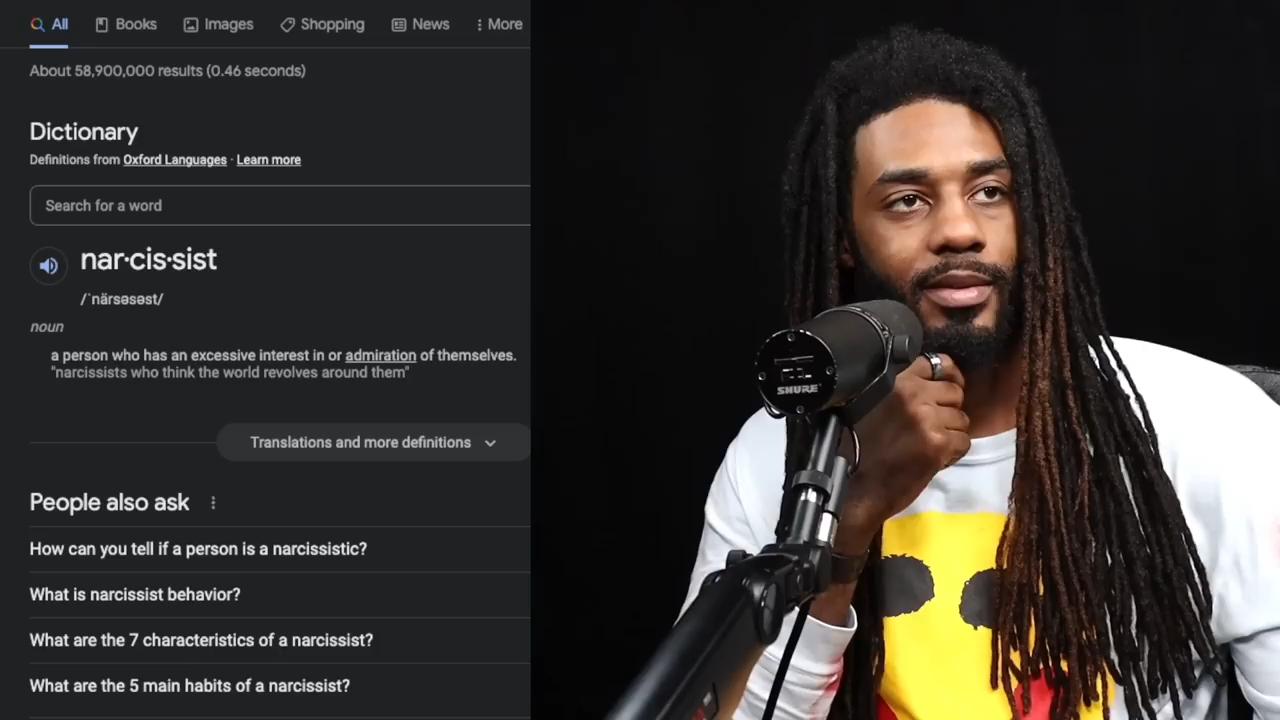 All Books Images Shopping News More
About 58,900,000 results (0.46 seconds)
Dictionary
Definitions from Oxford Languages · Learn more
Search for a word
nar·cis·sist
/ˈnärsəsəst/
noun
a person who has an excessive interest in or admiration of themselves.
"narcissists who think the world revolves around them"
Translations and more definitions
People also ask
How can you tell if a person is a narcissistic?
What is narcissist behavior?
What are the 7 characteristics of a narcissist?
What are the 5 main habits of a narcissist?
SHURE